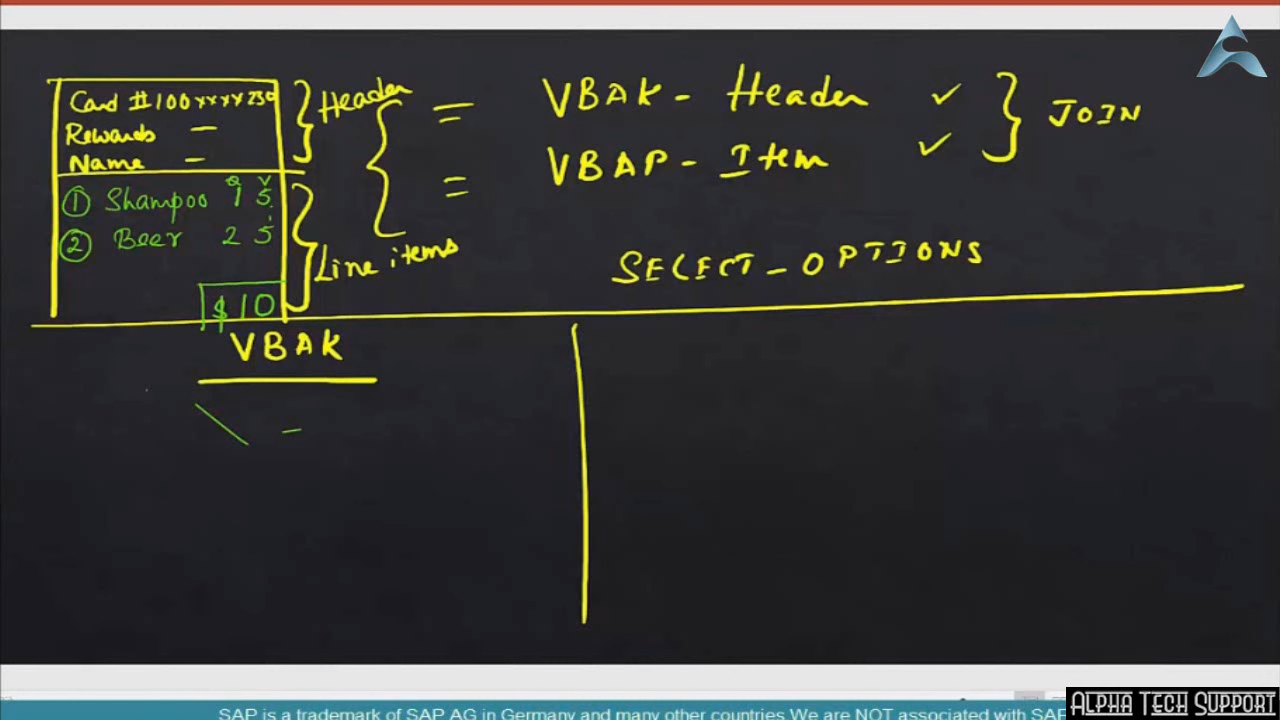 Card # 100xxxx230
Rewards –
Name –
Header
= VBAK - Header ✓
= VBAP - Item ✓
JOIN
Q V
① Shampoo 1 5
② Beer 2 5
$10
Line items
SELECT-OPTIONS
VBAK
SAP is a trademark of SAP AG in Germany and many other countries We are NOT associated with SAP
ALPHA TECH SUPPORT